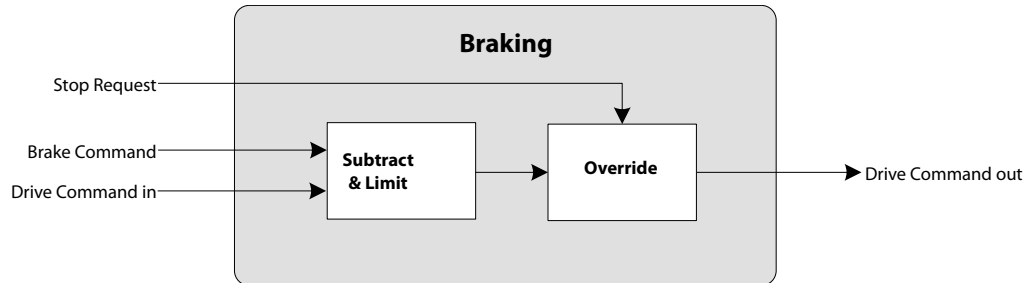 Braking
Stop Request
Brake Command
Drive Command in
Subtract
& Limit
Override
Drive Command out